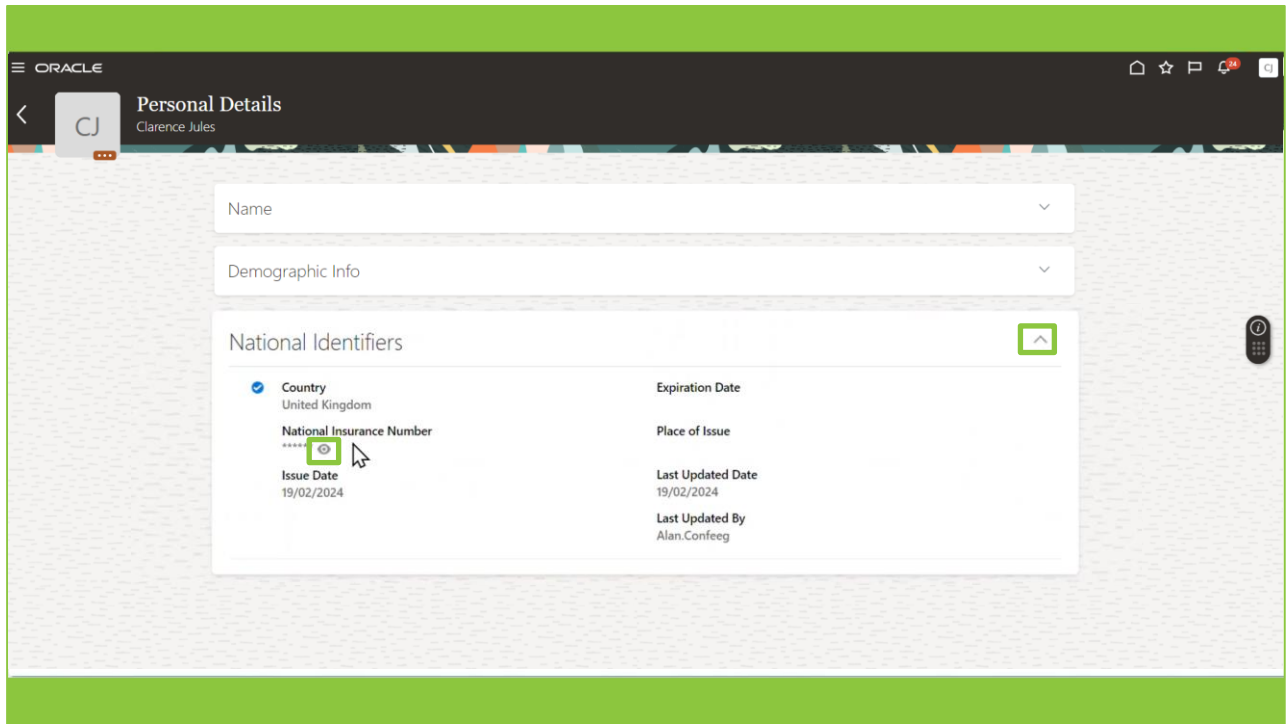 ORACLE
24
CJ
CJ
Personal Details
Clarence Jules
Name
Demographic Info
National Identifiers
Country
United Kingdom
Expiration Date
National Insurance Number
*****
Place of Issue
Issue Date
19/02/2024
Last Updated Date
19/02/2024
Last Updated By
Alan.Confeeg